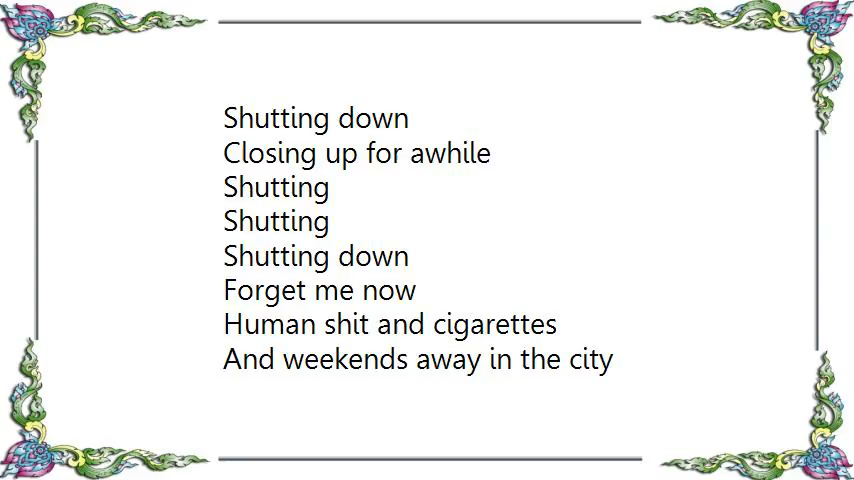 Shutting down
Closing up for awhile
Shutting
Shutting
Shutting down
Forget me now
Human shit and cigarettes
And weekends away in the city